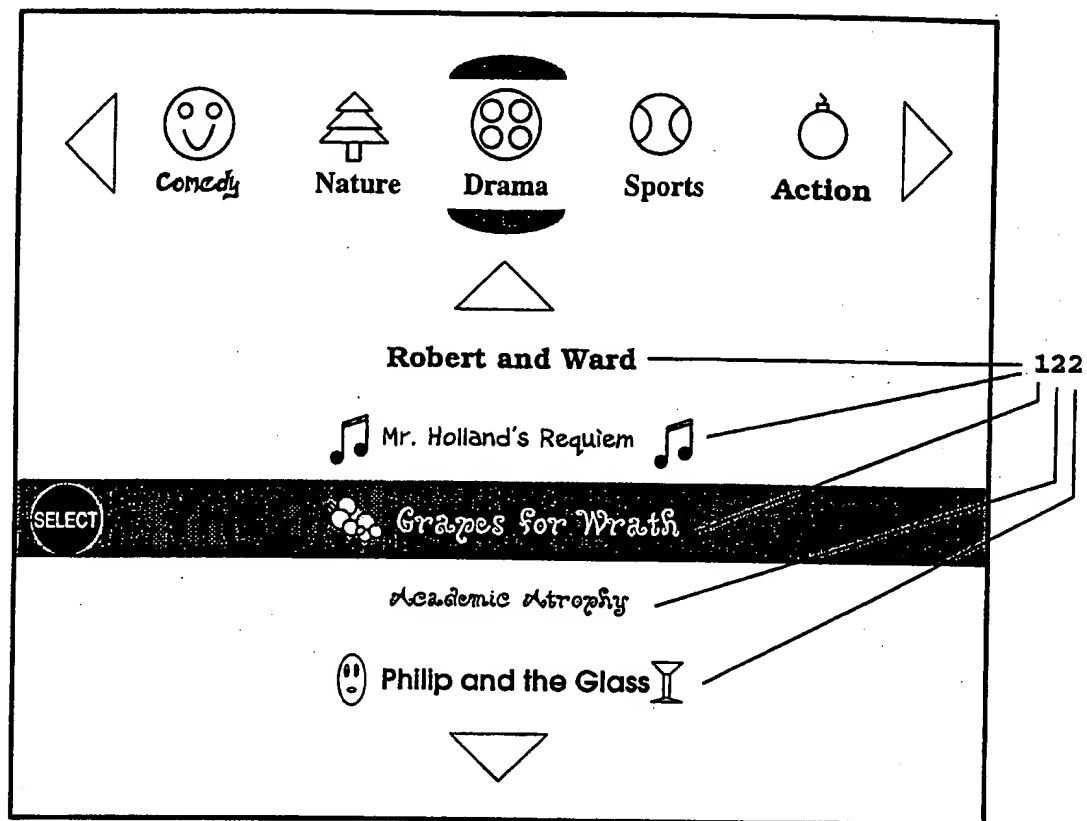 Comedy Nature Drama Sports Action
Robert and Ward
122
Mr. Holland's Requiem
SELECT Grapes for Wrath
Academic Atrophy
Philip and the Glass